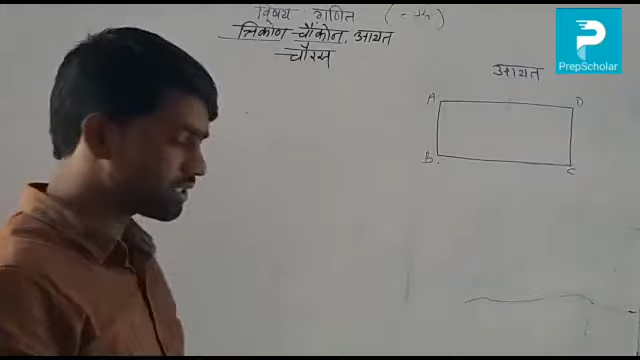 विषय : गणित
त्रिकोण चौकोन, आयत
चौरस
PrepScholar
आयत
A D
B C